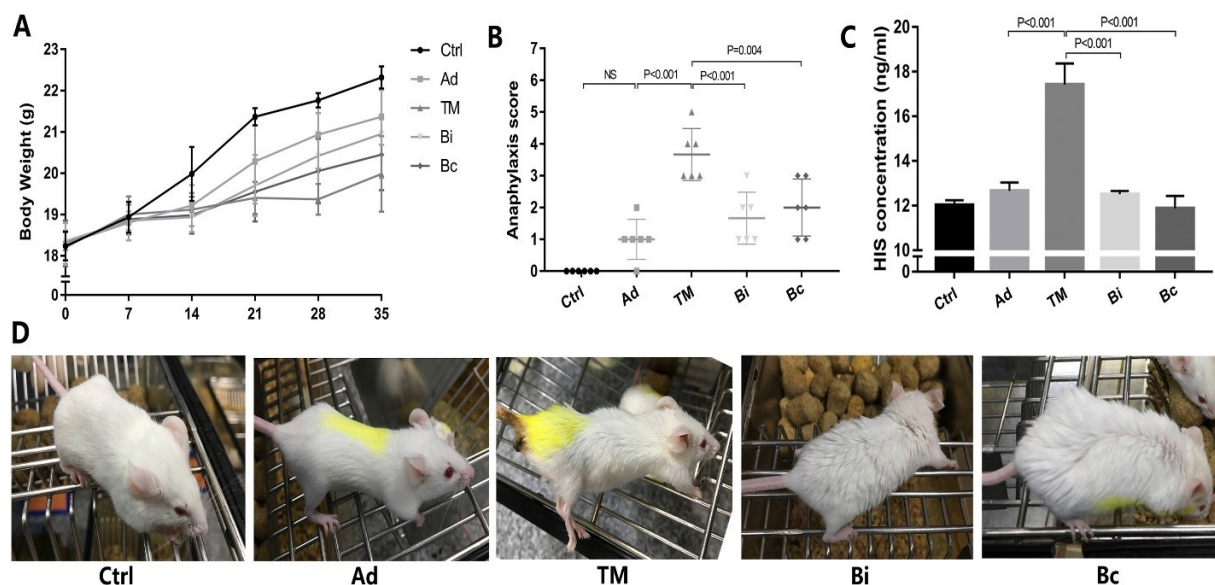 A
Body Weight (g)
23
22
21
20
19
18
0
0
7
14
21
28
35
Ctrl
Ad
TM
Bi
Bc
B
Anaphylaxis score
7
6
5
4
3
2
1
0
NS
P<0.001
P<0.001
P=0.004
Ctrl
Ad
TM
Bi
Bc
C
HIS concentration (ng/ml)
20
18
16
14
12
10
0
P<0.001
P<0.001
P<0.001
Ctrl
Ad
TM
Bi
Bc
D
Ctrl
Ad
TM
Bi
Bc